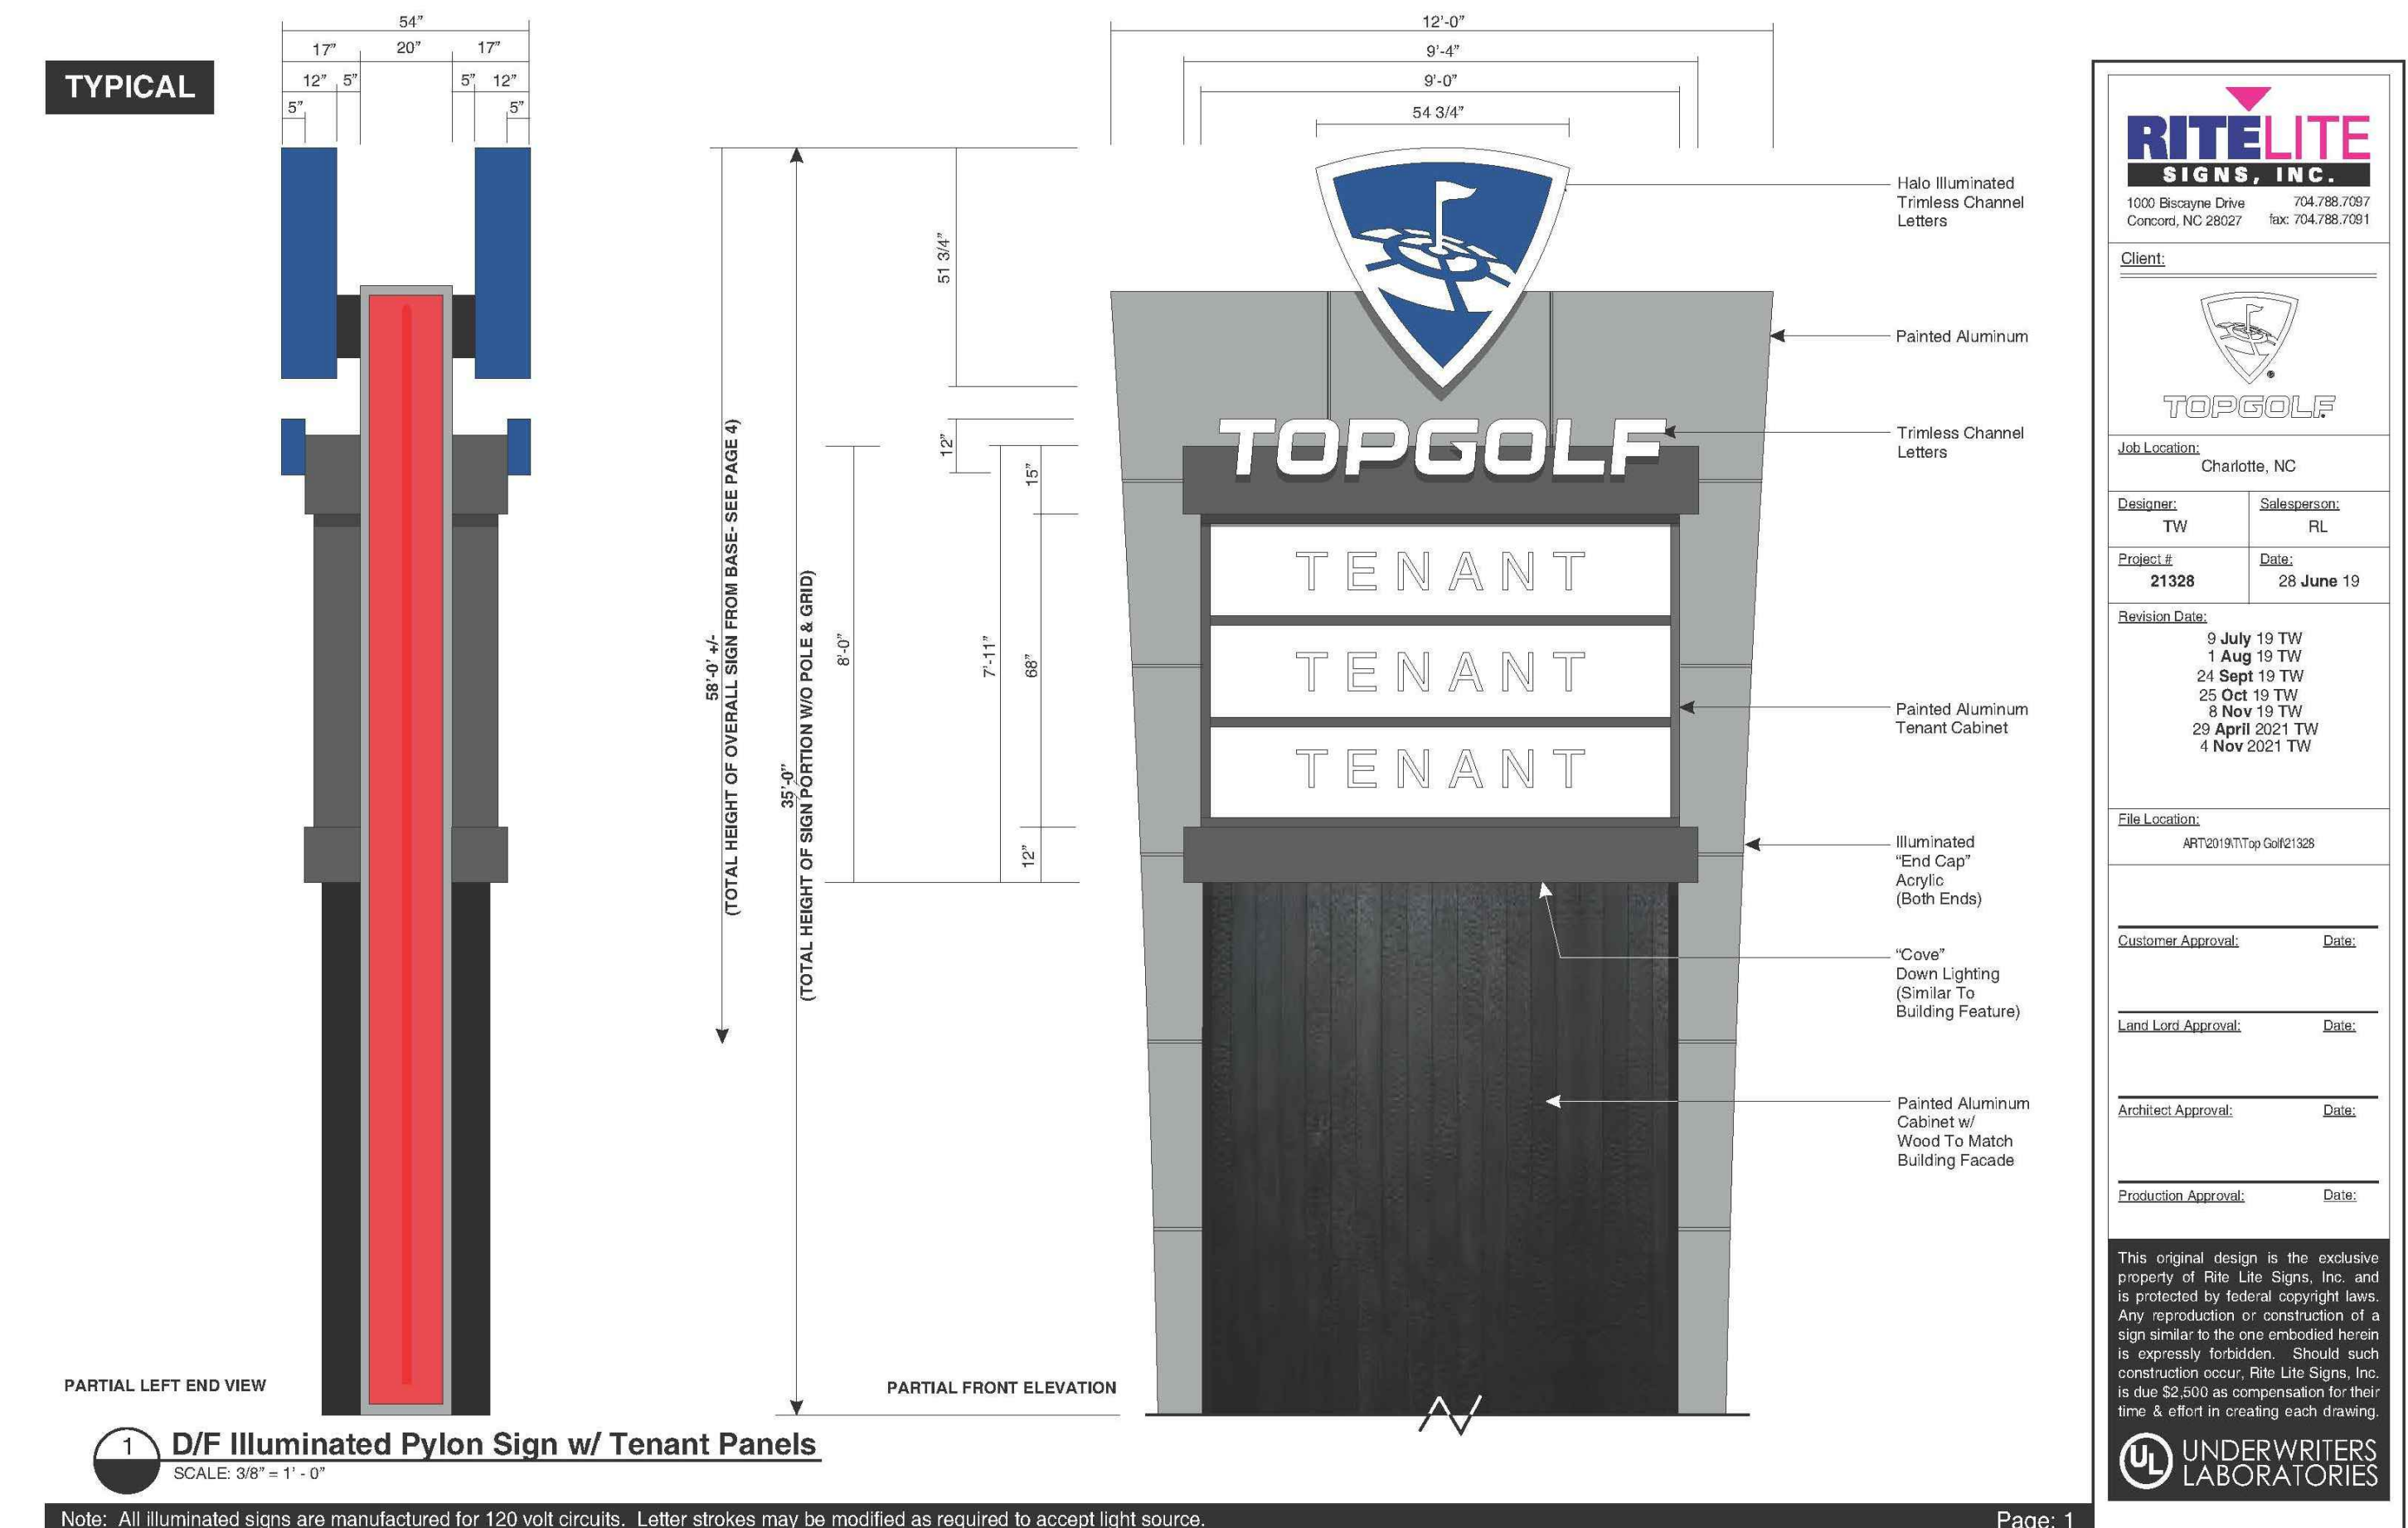 TYPICAL
54"
17" 20" 17"
12" 5" 5" 12"
5" 5"
PARTIAL LEFT END VIEW
58'-0' +/-
(TOTAL HEIGHT OF OVERALL SIGN FROM BASE- SEE PAGE 4)
35'-0"
(TOTAL HEIGHT OF SIGN PORTION W/O POLE & GRID)
8'-0"
51 3/4"
12"
7'-11"
15"
68"
12"
PARTIAL FRONT ELEVATION
12'-0"
9'-4"
9'-0"
54 3/4"
TOPGOLF
TENANT
TENANT
TENANT
Halo Illuminated
Trimless Channel
Letters
Painted Aluminum
Trimless Channel
Letters
Painted Aluminum
Tenant Cabinet
Illuminated
"End Cap"
Acrylic
(Both Ends)
"Cove"
Down Lighting
(Similar To
Building Feature)
Painted Aluminum
Cabinet w/
Wood To Match
Building Facade
1 D/F Illuminated Pylon Sign w/ Tenant Panels
SCALE: 3/8" = 1' - 0"
Note: All illuminated signs are manufactured for 120 volt circuits. Letter strokes may be modified as required to accept light source.
Page: 1
RITELITE
SIGNS, INC.
1000 Biscayne Drive 704.788.7097
Concord, NC 28027 fax: 704.788.7091
Client:
®
TOPGOLF
Job Location:
Charlotte, NC
Designer: Salesperson:
TW RL
Project # Date:
21328 28 June 19
Revision Date:
9 July 19 TW
1 Aug 19 TW
24 Sept 19 TW
25 Oct 19 TW
8 Nov 19 TW
29 April 2021 TW
4 Nov 2021 TW
File Location:
ART\2019\T\Top Golf\21328
Customer Approval: Date:
Land Lord Approval: Date:
Architect Approval: Date:
Production Approval: Date:
This original design is the exclusive
property of Rite Lite Signs, Inc. and
is protected by federal copyright laws.
Any reproduction or construction of a
sign similar to the one embodied herein
is expressly forbidden. Should such
construction occur, Rite Lite Signs, Inc.
is due $2,500 as compensation for their
time & effort in creating each drawing.
UL UNDERWRITERS
LABORATORIES